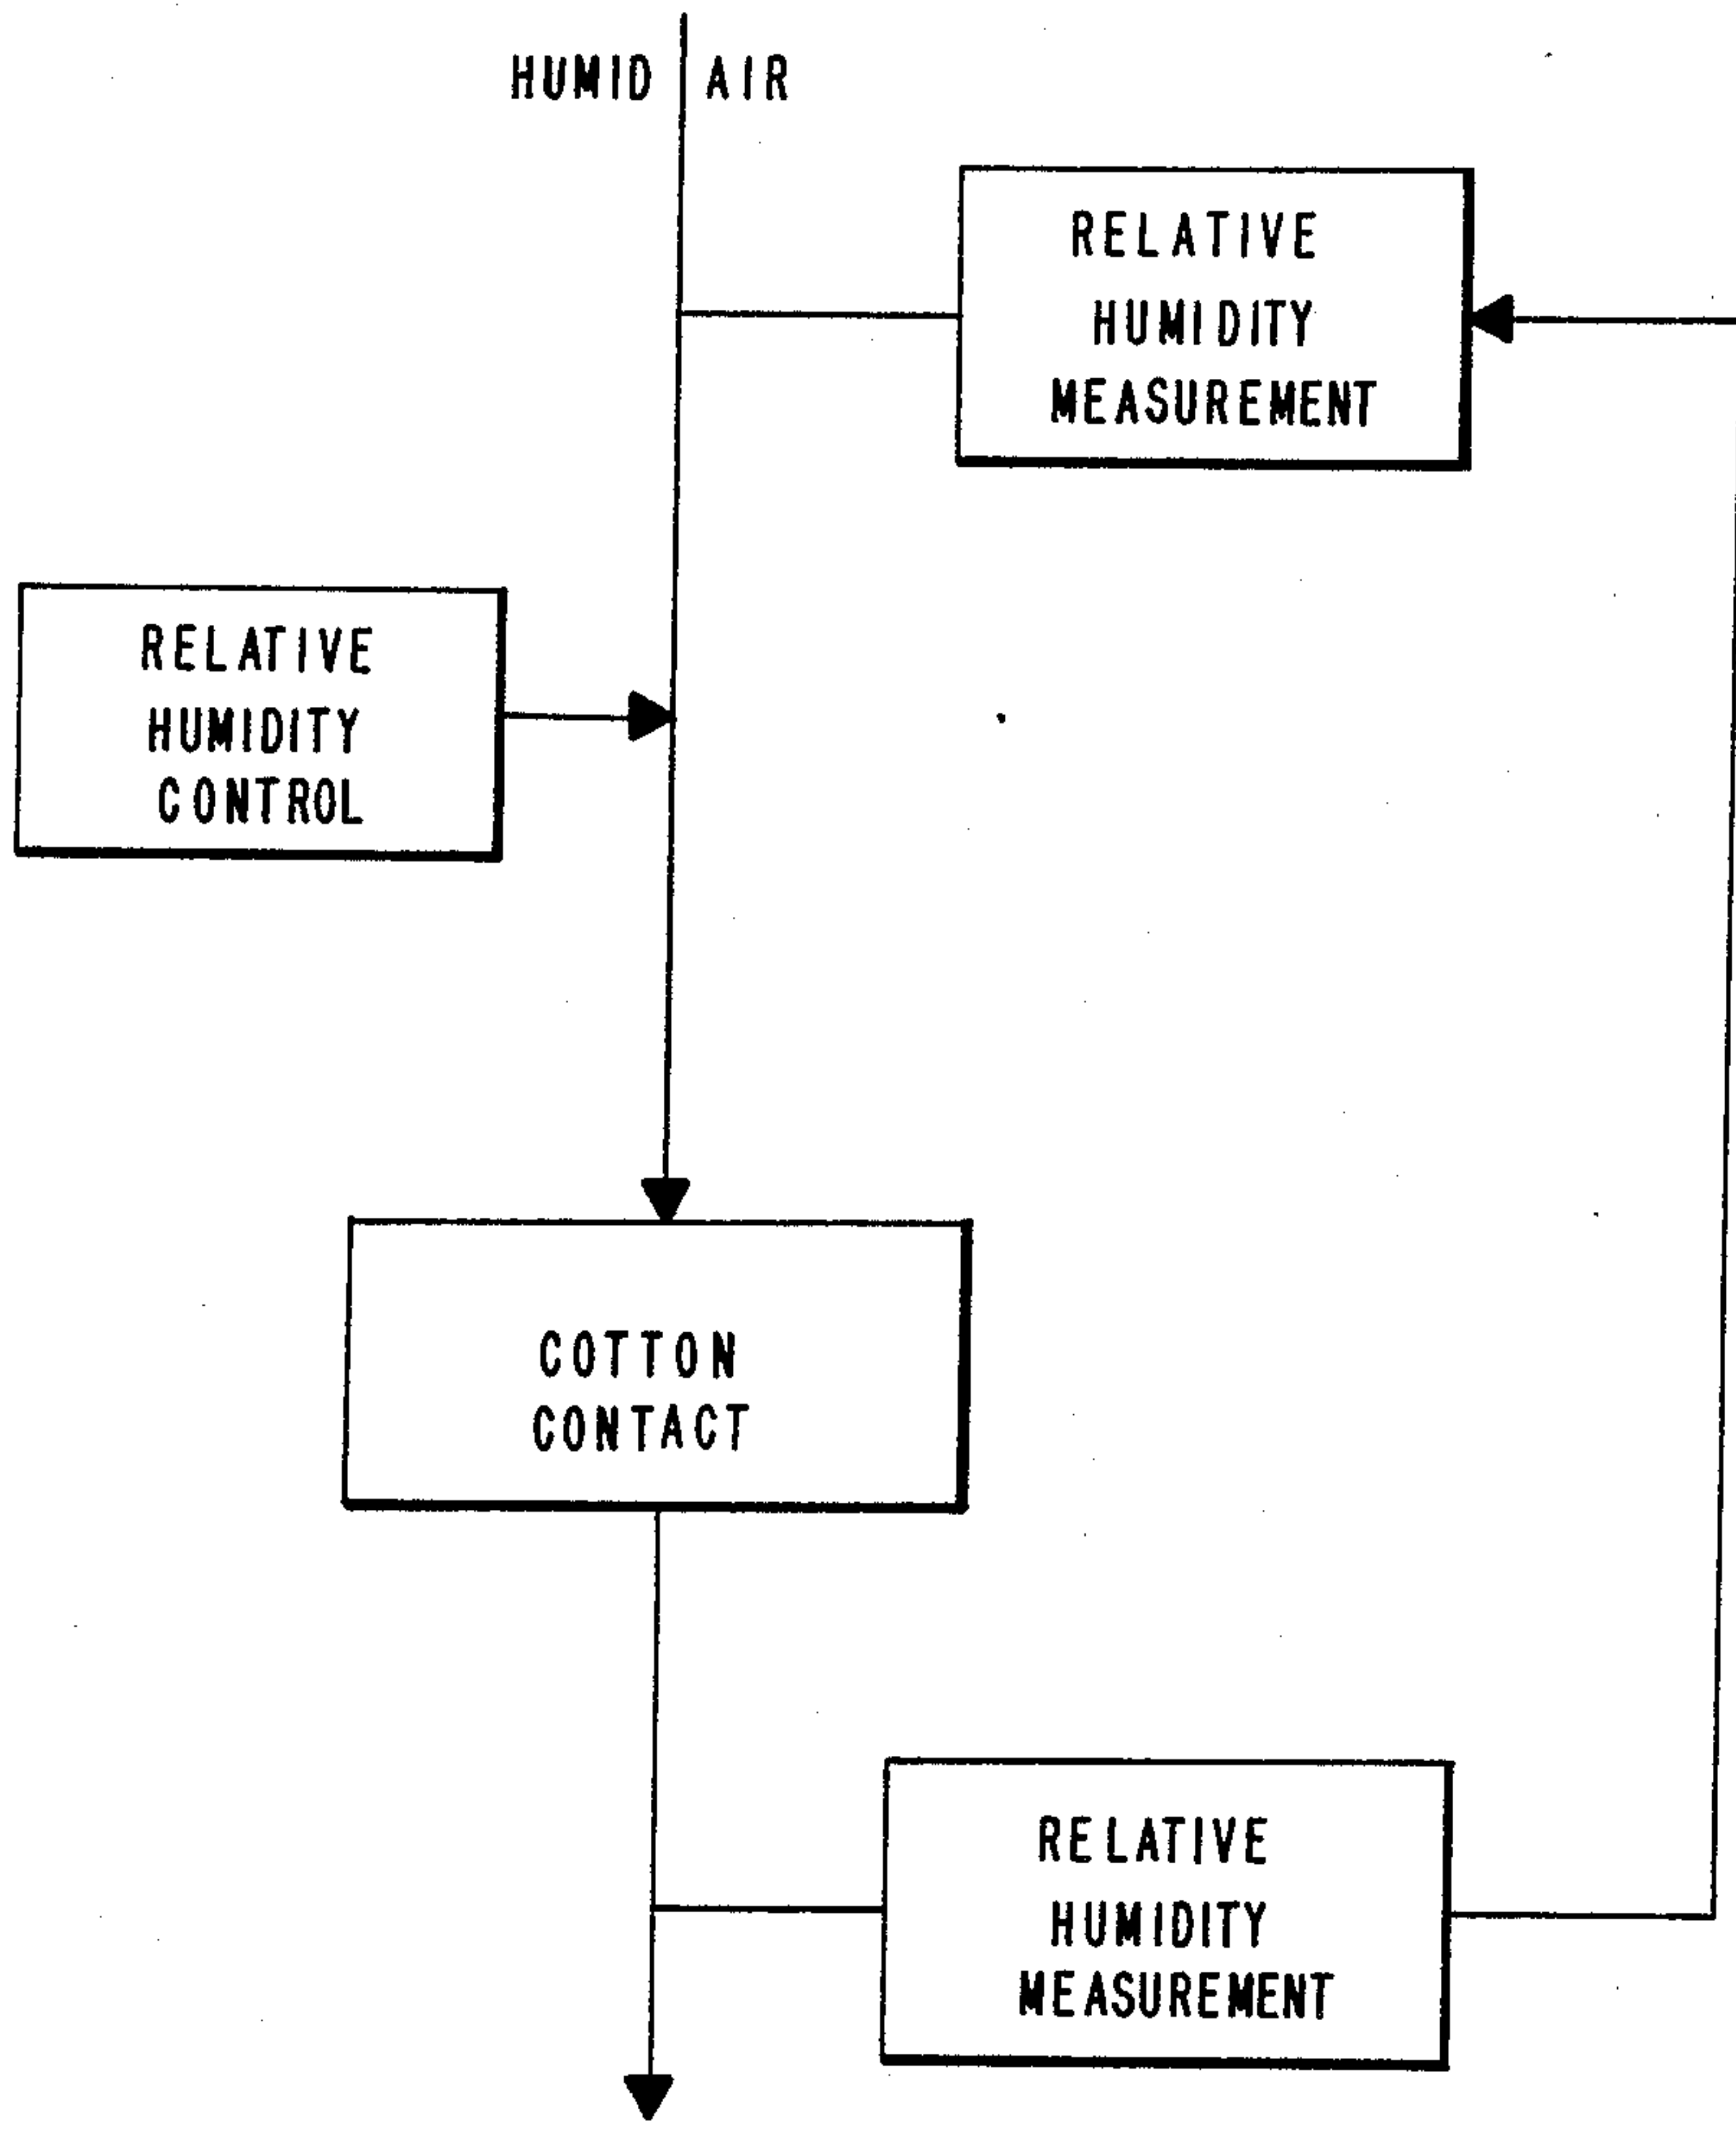 HUMID AIR
RELATIVE
HUMIDITY
MEASUREMENT
RELATIVE
HUMIDITY
CONTROL
COTTON
CONTACT
RELATIVE
HUMIDITY
MEASUREMENT